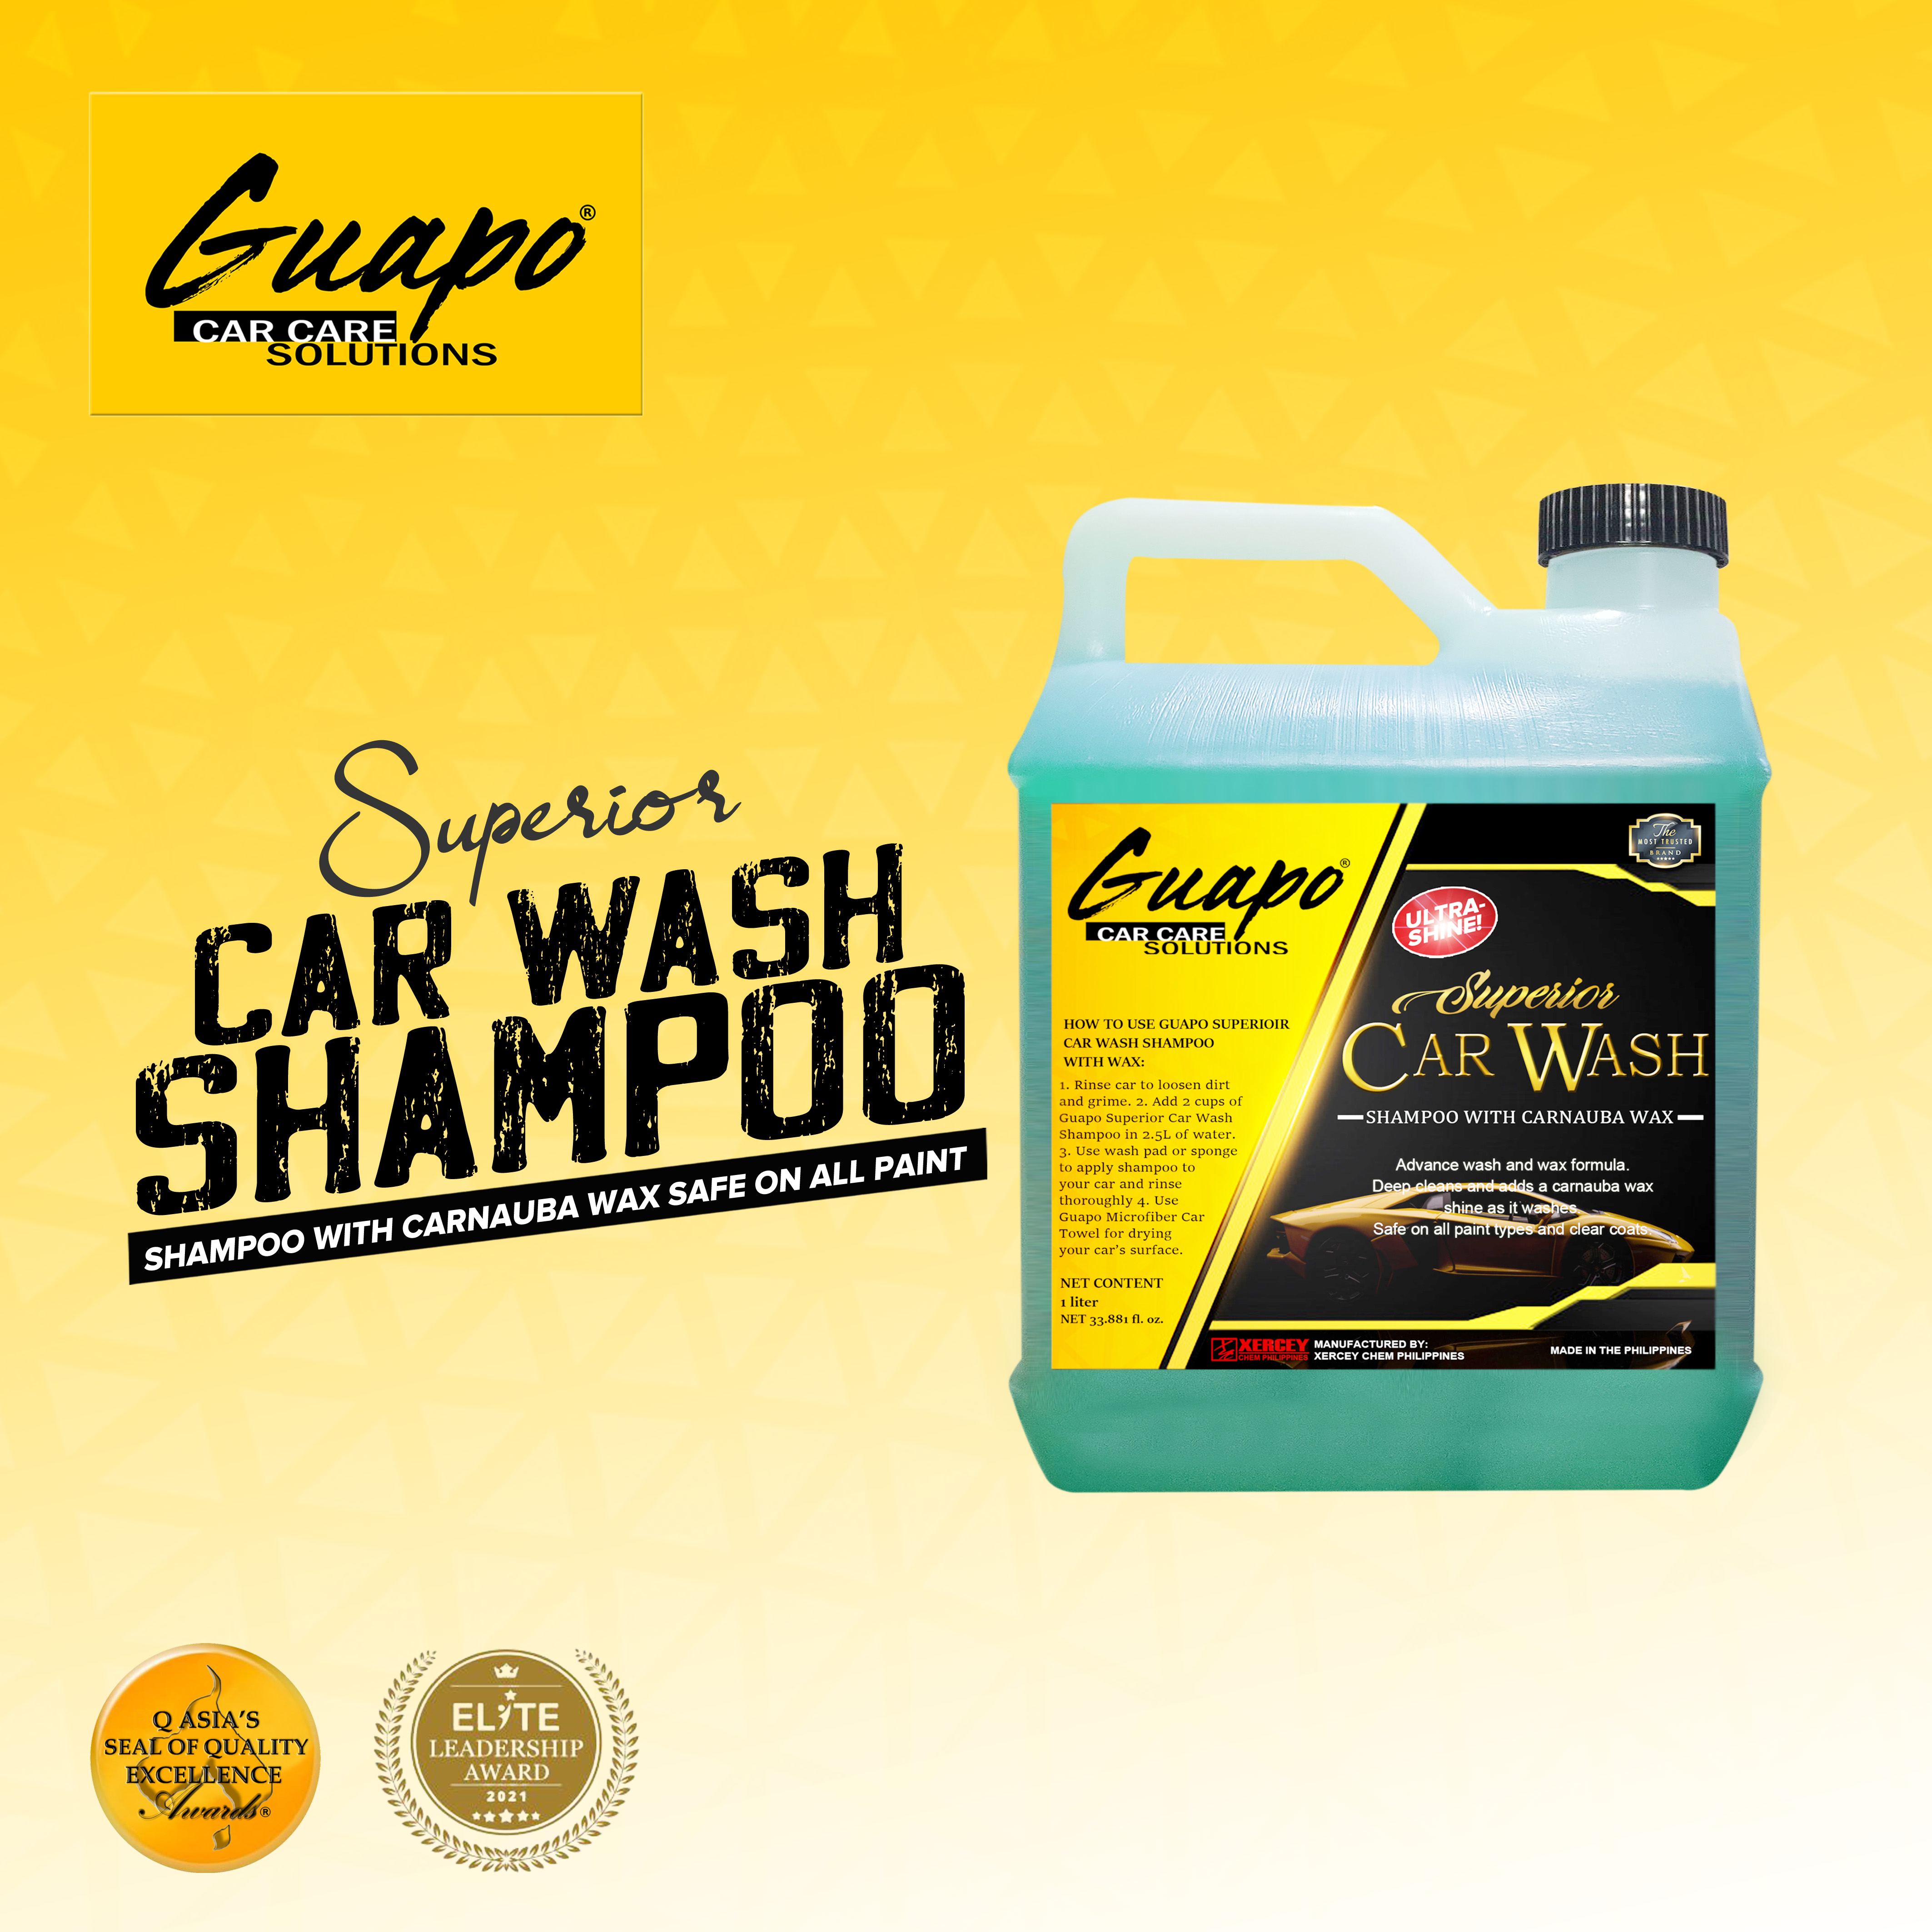 Guapo®
CAR CARE
SOLUTIONS
Superior
CAR WASH
SHAMPOO
SHAMPOO WITH CARNAUBA WAX SAFE ON ALL PAINT
Guapo®
CAR CARE
SOLUTIONS
HOW TO USE GUAPO SUPERIOIR
CAR WASH SHAMPOO
WITH WAX:
1. Rinse car to loosen dirt
and grime. 2. Add 2 cups of
Guapo Superior Car Wash
Shampoo in 2.5L of water.
3. Use wash pad or sponge
to apply shampoo to
your car and rinse
thoroughly 4. Use
Guapo Microfiber Car
Towel for drying
your car's surface.
NET CONTENT
1 liter
NET 33.881 fl. oz.
The
MOST TRUSTED
BRAND
ULTRA-
SHINE!
Superior
CAR WASH
SHAMPOO WITH CARNAUBA WAX
Advance wash and wax formula.
Deep cleans and adds a carnauba wax
shine as it washes.
Safe on all paint types and clear coats.
XERCEY
CHEM PHILIPPINES
MANUFACTURED BY:
XERCEY CHEM PHILIPPINES
MADE IN THE PHILIPPINES
Q ASIA'S
SEAL OF QUALITY
EXCELLENCE
Awards®
ELITE
LEADERSHIP
AWARD
2021